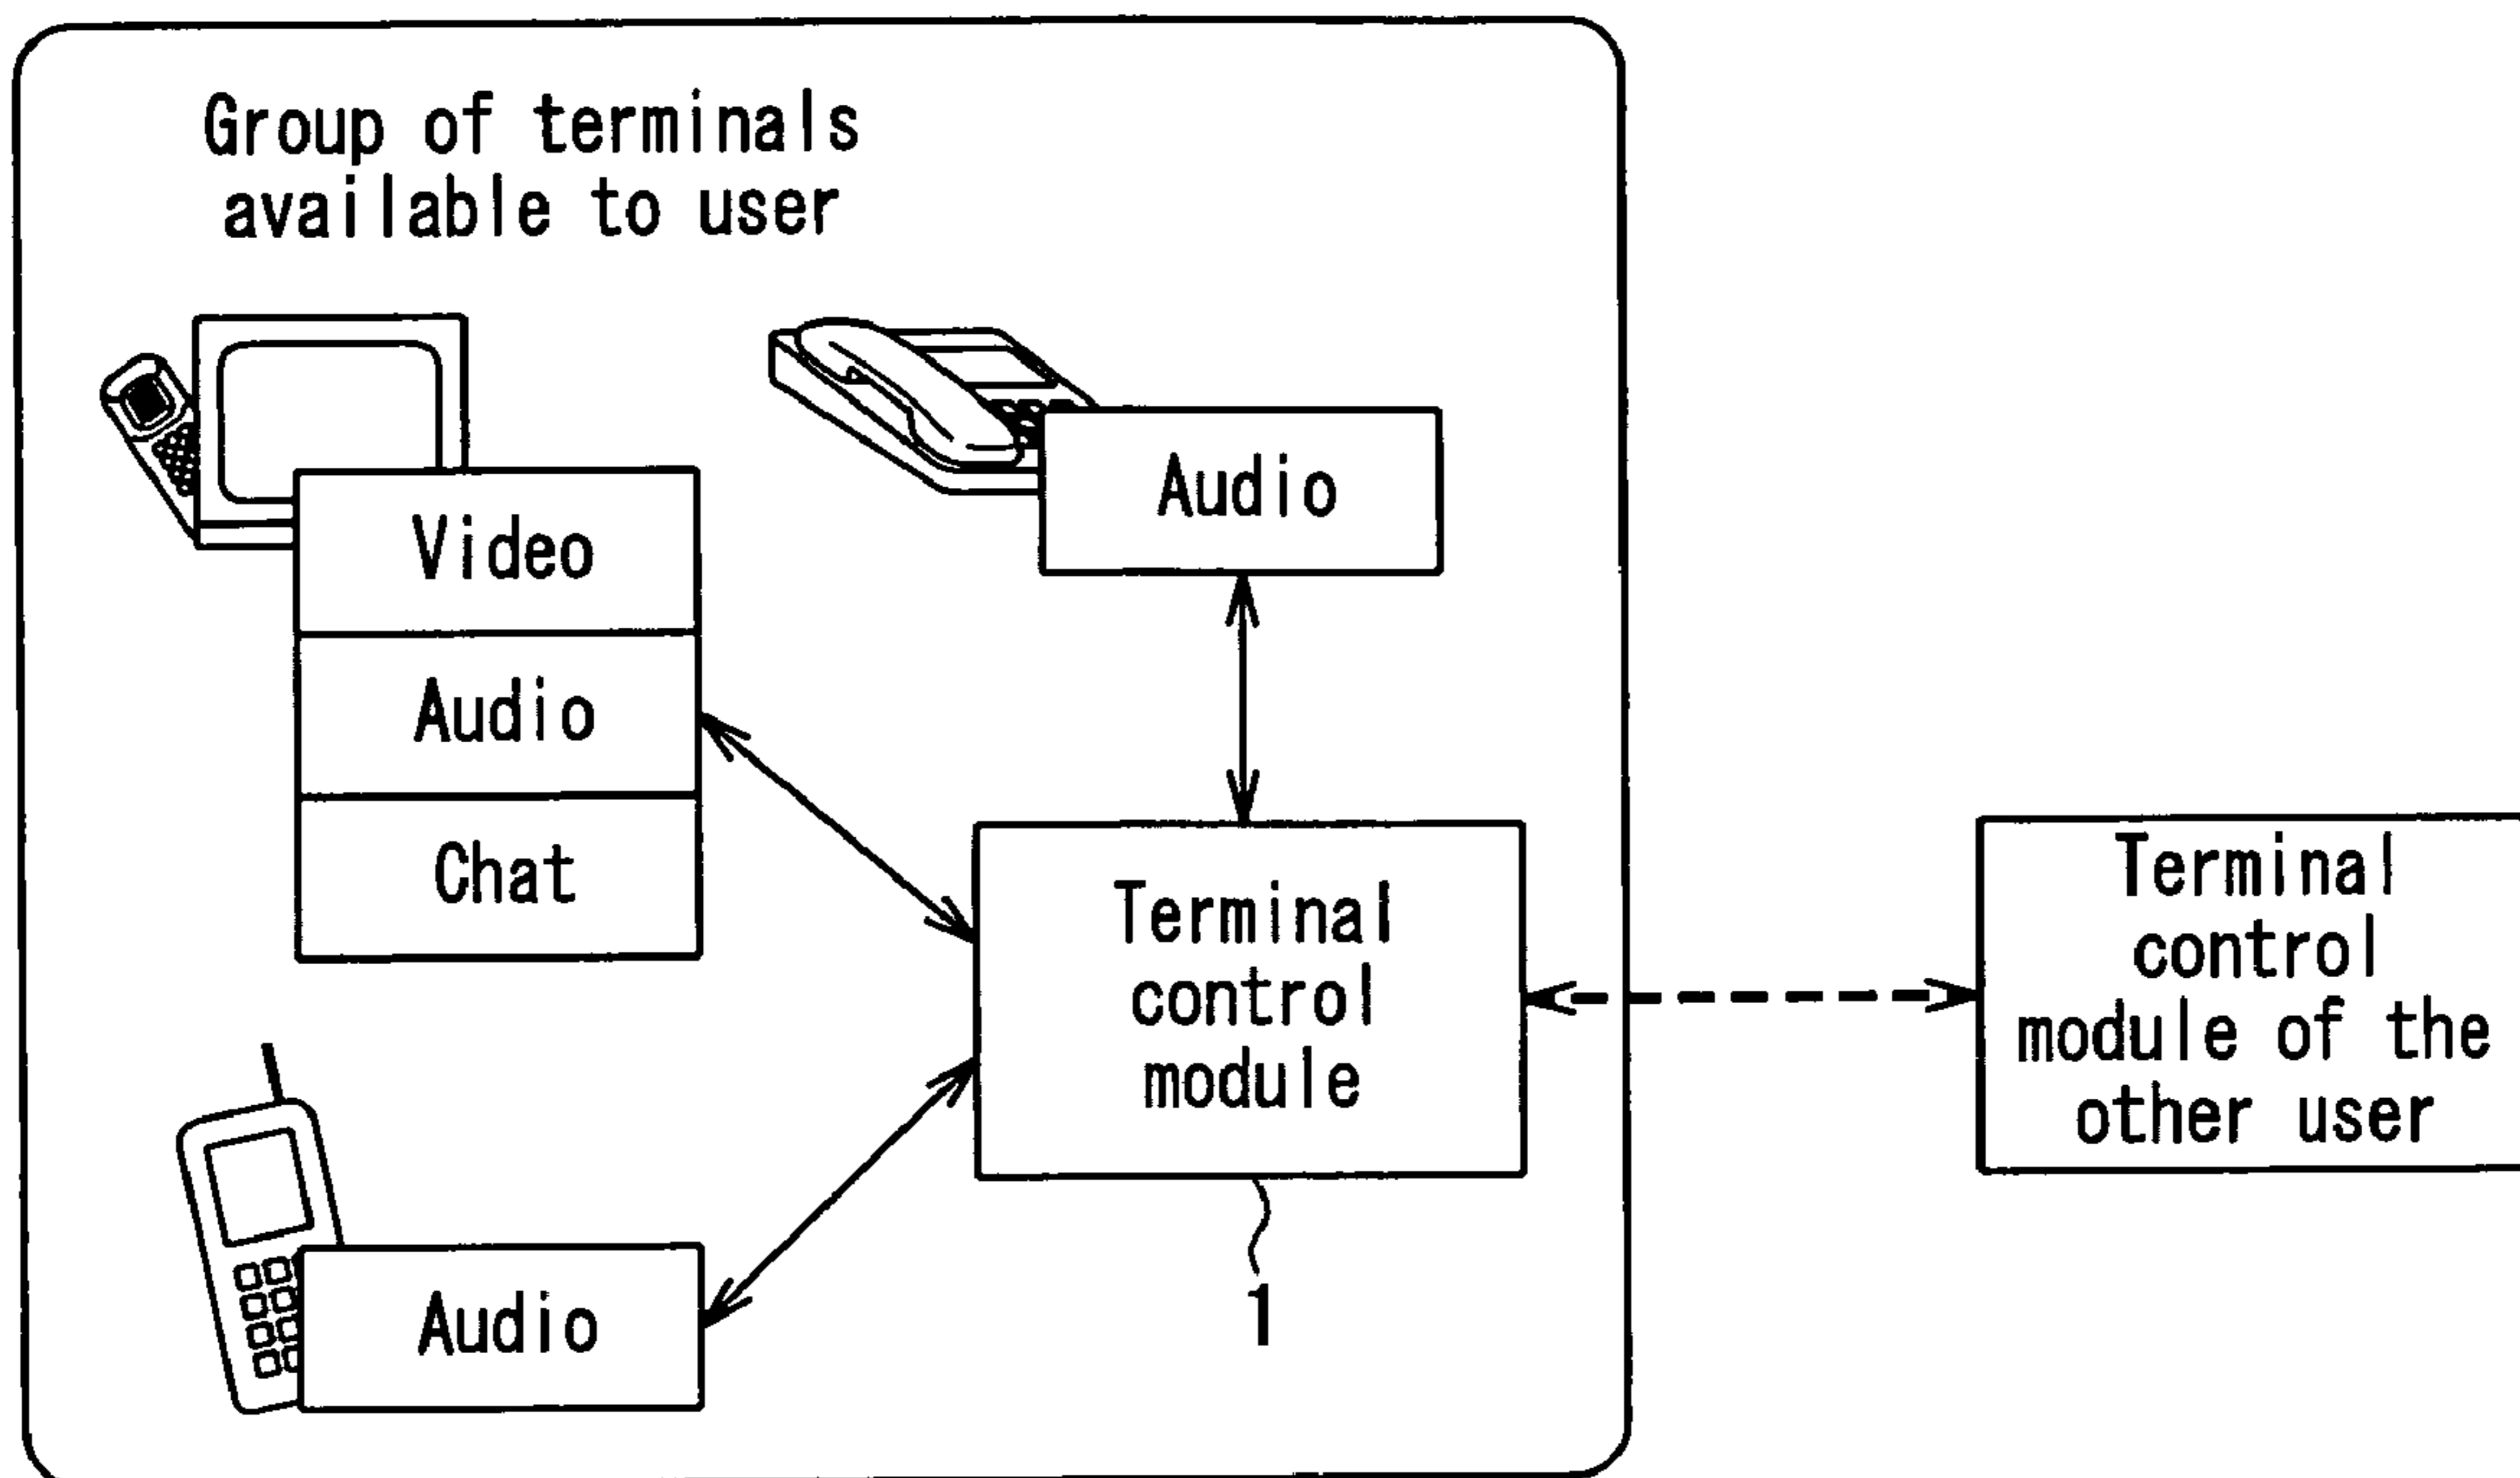 Group of terminals
available to user
Audio
Video
Audio
Chat
Terminal
control
module
1
Audio
Terminal
control
module of the
other user